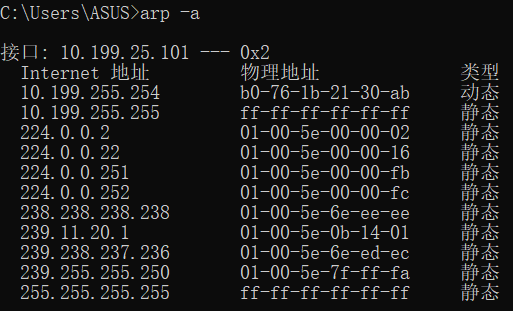 C:\Users\ASUS>arp -a
接口: 10.199.25.101 --- 0x2
Internet 地址 物理地址 类型
10.199.255.254 b0-76-1b-21-30-ab 动态
10.199.255.255 ff-ff-ff-ff-ff-ff 静态
224.0.0.2 01-00-5e-00-00-02 静态
224.0.0.22 01-00-5e-00-00-16 静态
224.0.0.251 01-00-5e-00-00-fb 静态
224.0.0.252 01-00-5e-00-00-fc 静态
238.238.238.238 01-00-5e-6e-ee-ee 静态
239.11.20.1 01-00-5e-0b-14-01 静态
239.238.237.236 01-00-5e-6e-ed-ec 静态
239.255.255.250 01-00-5e-7f-ff-fa 静态
255.255.255.255 ff-ff-ff-ff-ff-ff 静态